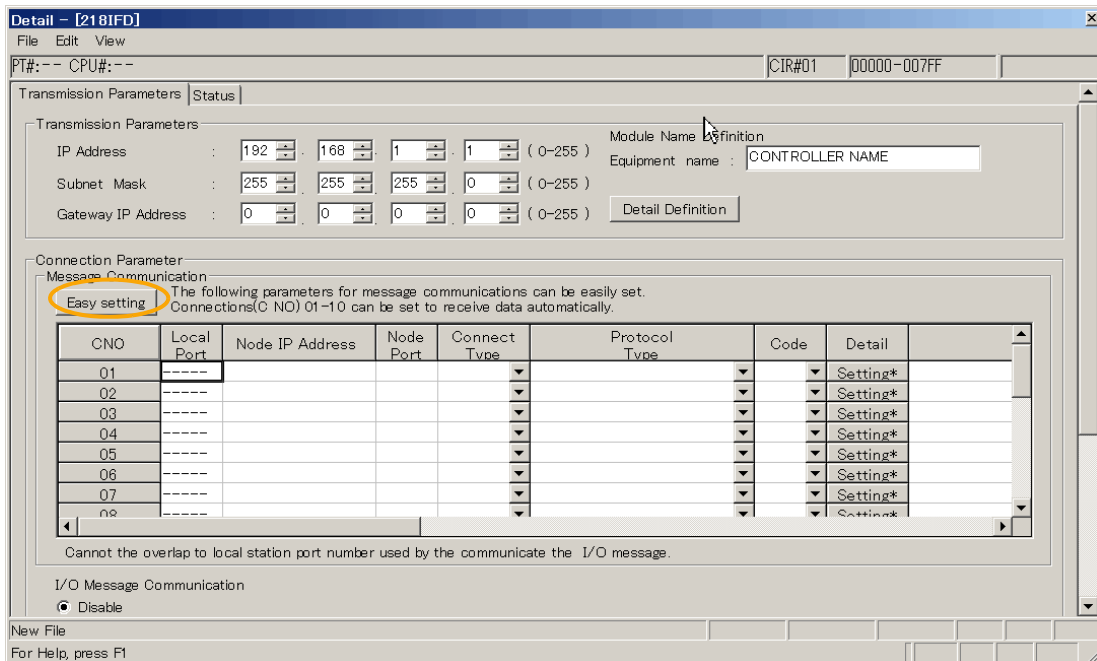 Detail - [218IFD]
File Edit View
PT#:-- CPU#:-- CIR#01 00000-007FF
Transmission Parameters Status
Transmission Parameters
IP Address : 192 . 168 . 1 . 1 ( 0-255 )
Module Name Definition
Equipment name : CONTROLLER NAME
Subnet Mask : 255 . 255 . 255 . 0 ( 0-255 )
Gateway IP Address : 0 . 0 . 0 . 0 ( 0-255 )
Detail Definition
Connection Parameter
Message Communication
Easy setting
The following parameters for message communications can be easily set.
Connections(C NO) 01-10 can be set to receive data automatically.
CNO Local Port Node IP Address Node Port Connect Type Protocol Type Code Detail
01 ----- Setting*
02 ----- Setting*
03 ----- Setting*
04 ----- Setting*
05 ----- Setting*
06 ----- Setting*
07 ----- Setting*
08 ----- Setting*
Cannot the overlap to local station port number used by the communicate the I/O message.
I/O Message Communication
Disable
New File
For Help, press F1